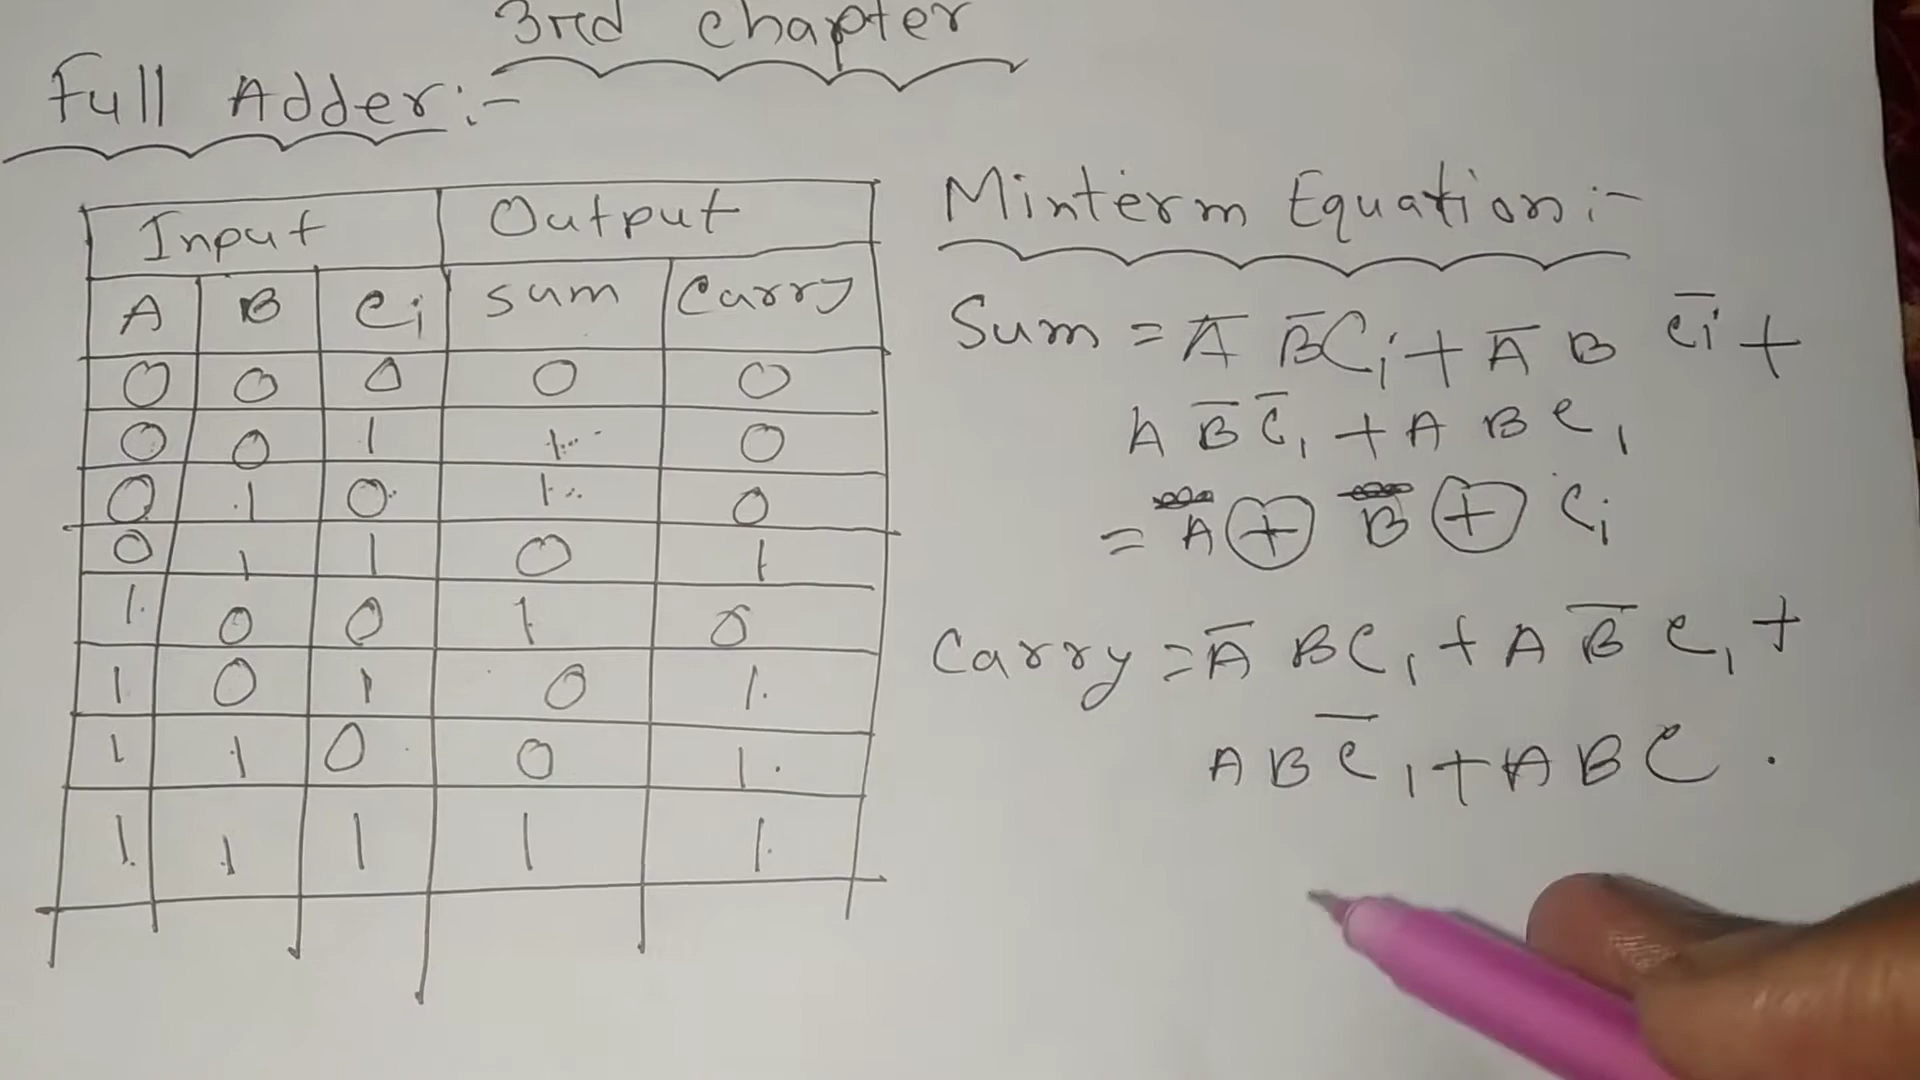 3rd chapter
Full Adder:-
Input Output
A B Ci Sum Carry
0 0 0 0 0
0 0 1 1 0
0 1 0 1 0
0 1 1 0 1
1 0 0 1 0
1 0 1 0 1
1 1 0 0 1
1 1 1 1 1
Minterm Equation:-
Sum = A̅ B̅ Ci + A̅ B C̅i +
A B̅ C̅i + A B Ci
= A ⊕ B ⊕ Ci
Carry = A̅ B Ci + A B̅ Ci +
A B C̅i + A B C .